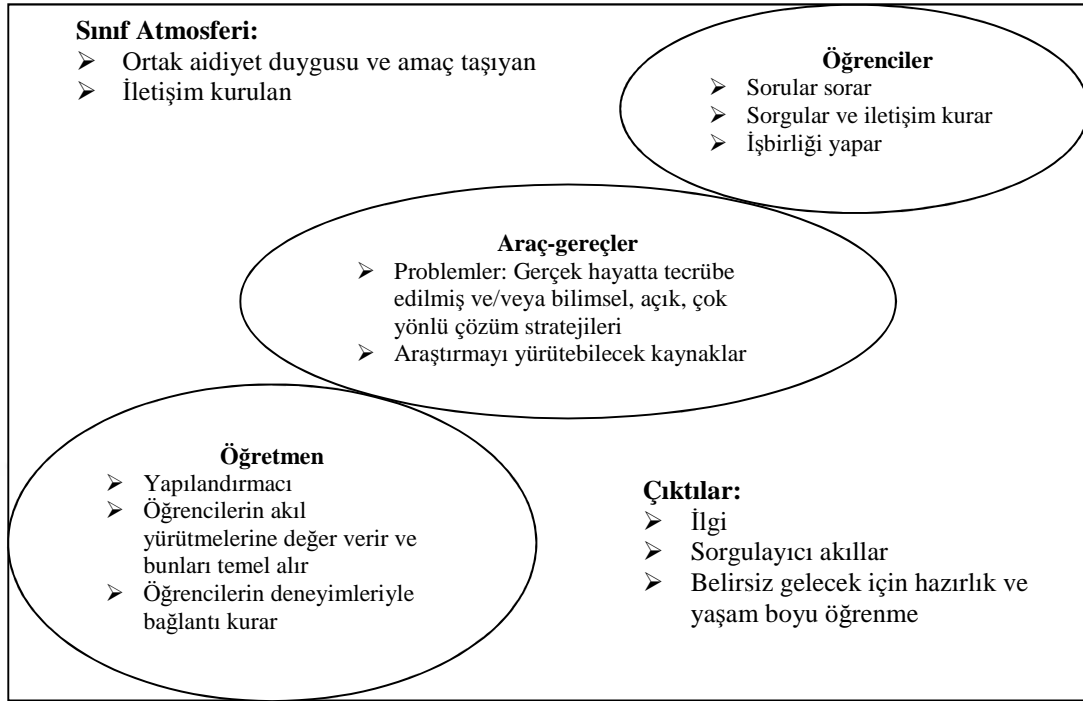 Sınıf Atmosferi:
➢ Ortak aidiyet duygusu ve amaç taşıyan
➢ İletişim kurulan
Öğrenciler
➢ Sorular sorar
➢ Sorgular ve iletişim kurar
➢ İşbirliği yapar
Araç-gereçler
➢ Problemler: Gerçek hayatta tecrübe
edilmiş ve/veya bilimsel, açık, çok
yönlü çözüm stratejileri
➢ Araştırmayı yürütebilecek kaynaklar
Öğretmen
➢ Yapılandırmacı
➢ Öğrencilerin akıl
yürütmelerine değer verir ve
bunları temel alır
➢ Öğrencilerin deneyimleriyle
bağlantı kurar
Çıktılar:
➢ İlgi
➢ Sorgulayıcı akıllar
➢ Belirsiz gelecek için hazırlık ve
yaşam boyu öğrenme